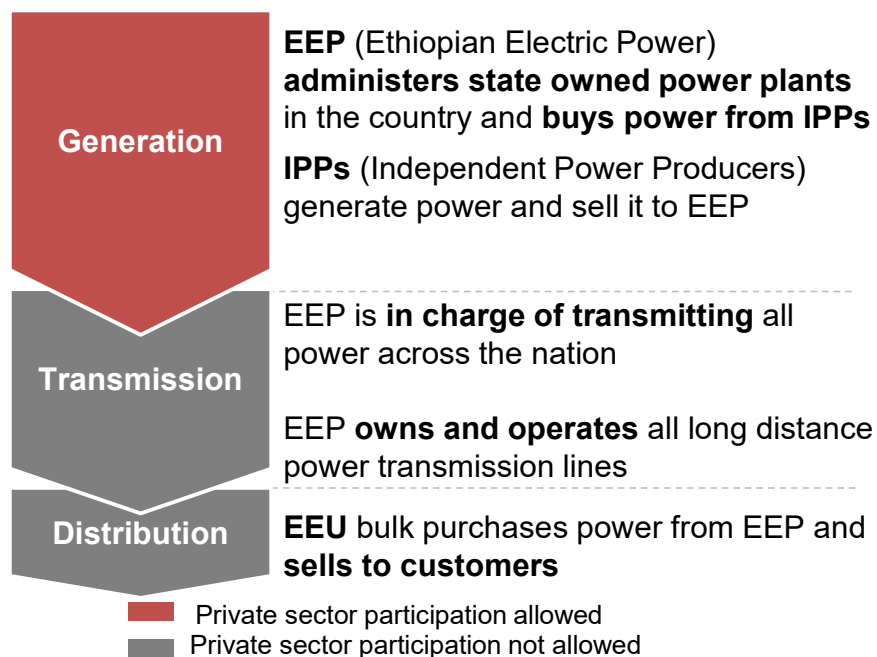 Generation
EEP (Ethiopian Electric Power)
administers state owned power plants
in the country and buys power from IPPs
IPPs (Independent Power Producers)
generate power and sell it to EEP
Transmission
EEP is in charge of transmitting all
power across the nation
EEP owns and operates all long distance
power transmission lines
Distribution
EEU bulk purchases power from EEP and
sells to customers
Private sector participation allowed
Private sector participation not allowed